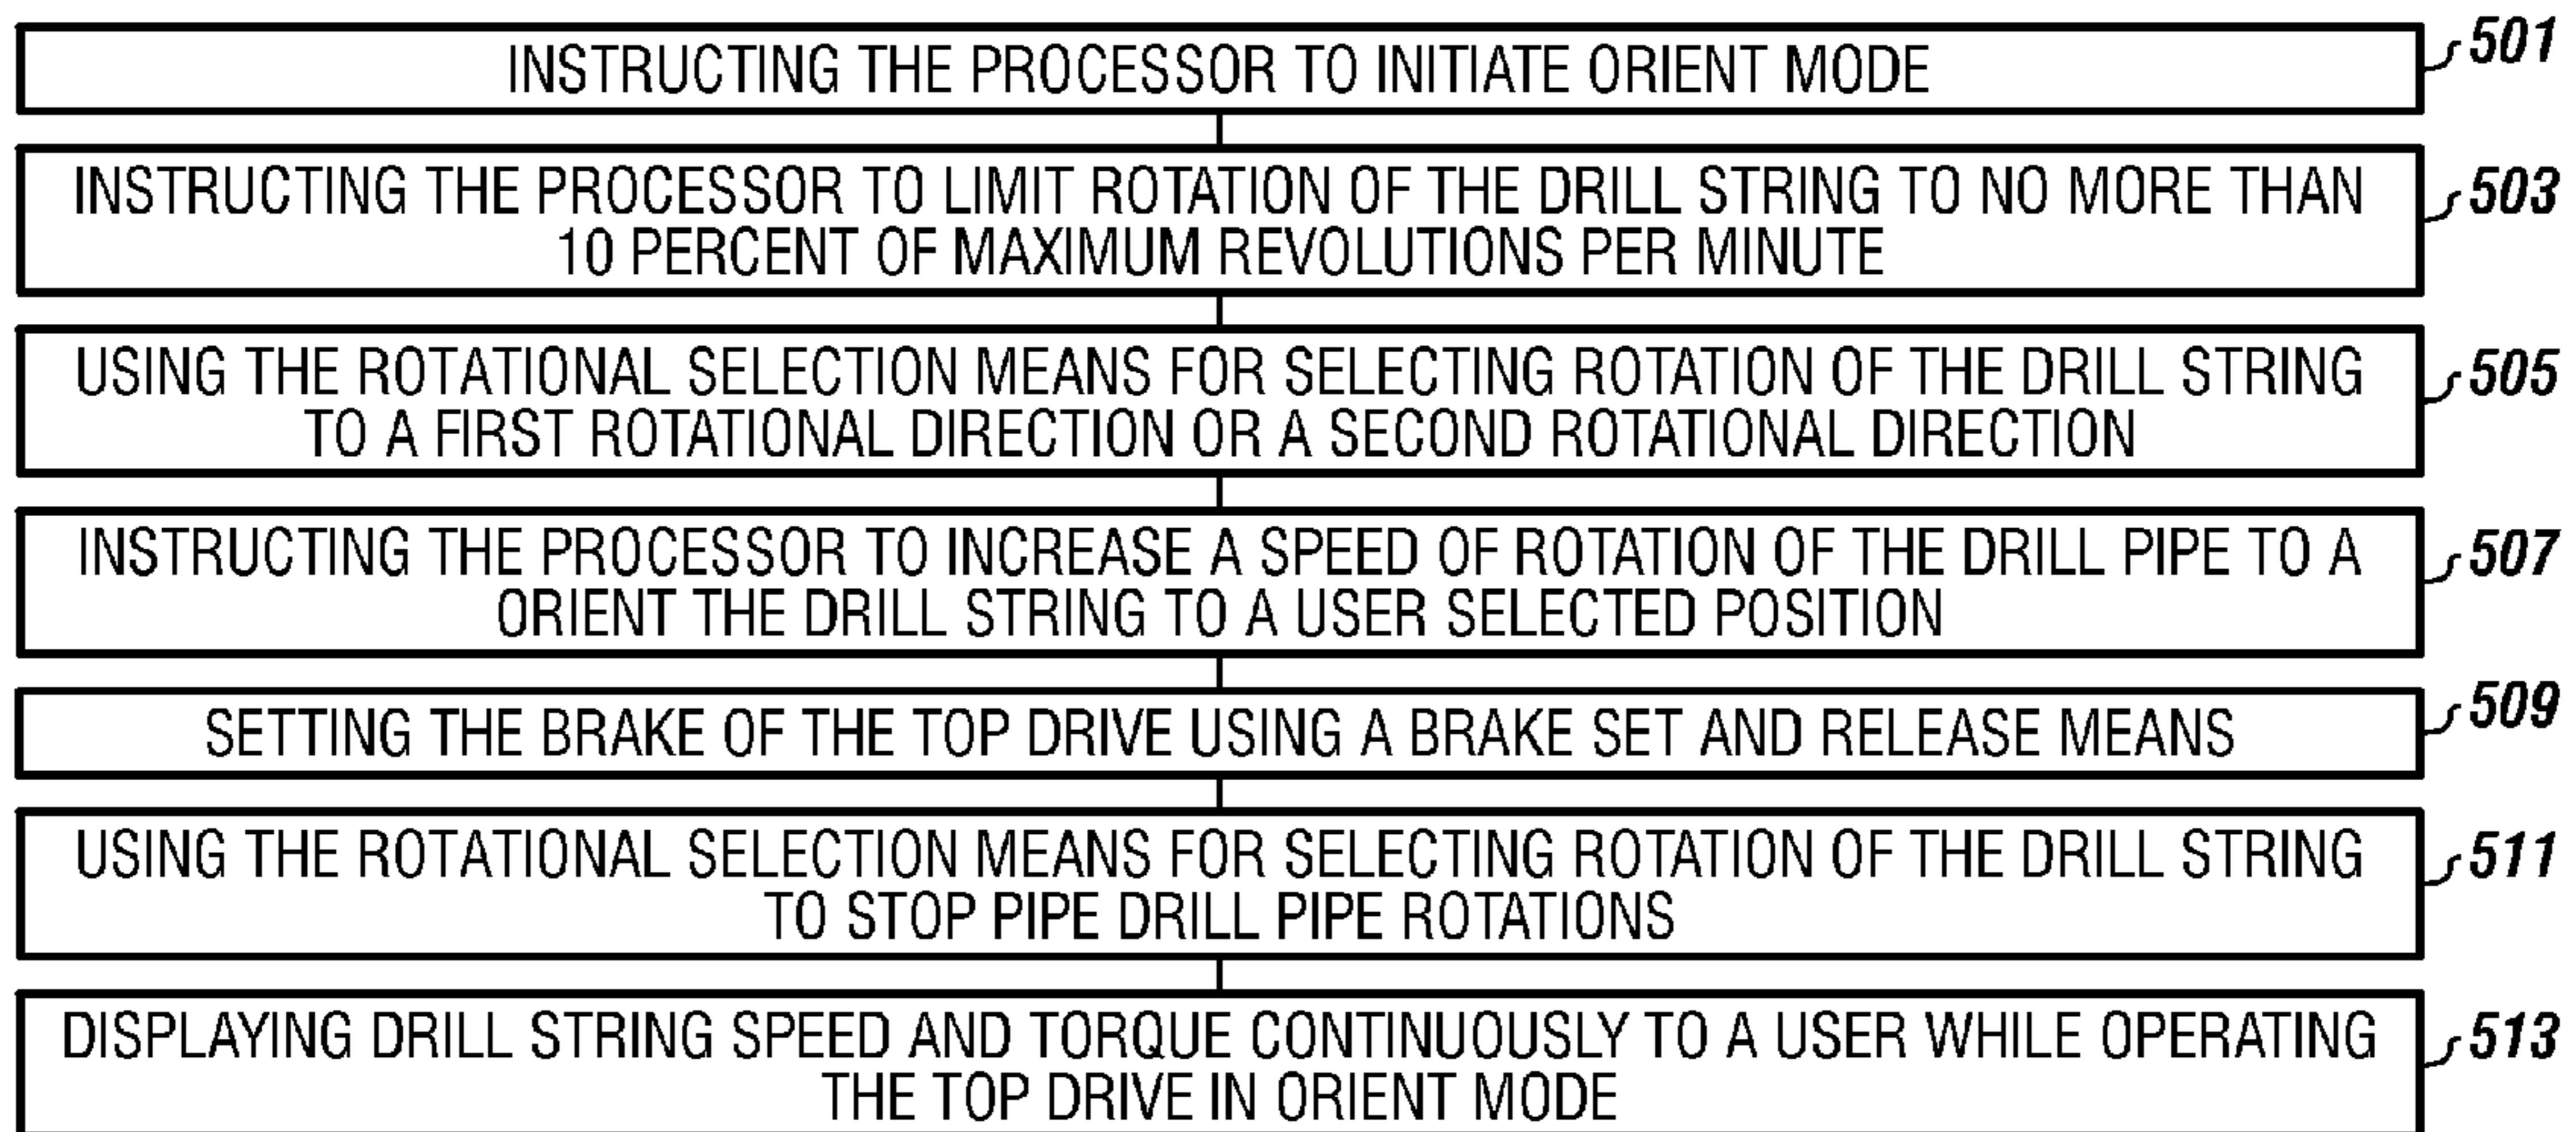 INSTRUCTING THE PROCESSOR TO INITIATE ORIENT MODE
501
INSTRUCTING THE PROCESSOR TO LIMIT ROTATION OF THE DRILL STRING TO NO MORE THAN
10 PERCENT OF MAXIMUM REVOLUTIONS PER MINUTE
503
USING THE ROTATIONAL SELECTION MEANS FOR SELECTING ROTATION OF THE DRILL STRING
TO A FIRST ROTATIONAL DIRECTION OR A SECOND ROTATIONAL DIRECTION
505
INSTRUCTING THE PROCESSOR TO INCREASE A SPEED OF ROTATION OF THE DRILL PIPE TO A
ORIENT THE DRILL STRING TO A USER SELECTED POSITION
507
SETTING THE BRAKE OF THE TOP DRIVE USING A BRAKE SET AND RELEASE MEANS
509
USING THE ROTATIONAL SELECTION MEANS FOR SELECTING ROTATION OF THE DRILL STRING
TO STOP PIPE DRILL PIPE ROTATIONS
511
DISPLAYING DRILL STRING SPEED AND TORQUE CONTINUOUSLY TO A USER WHILE OPERATING
THE TOP DRIVE IN ORIENT MODE
513